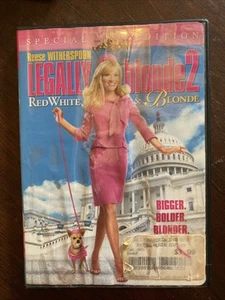 SPECIAL EDITION
REESE WITHERSPOON
LEGALLY Blonde 2
RED WHITE, & BLONDE
BIGGER.
BOLDER.
BLONDER.